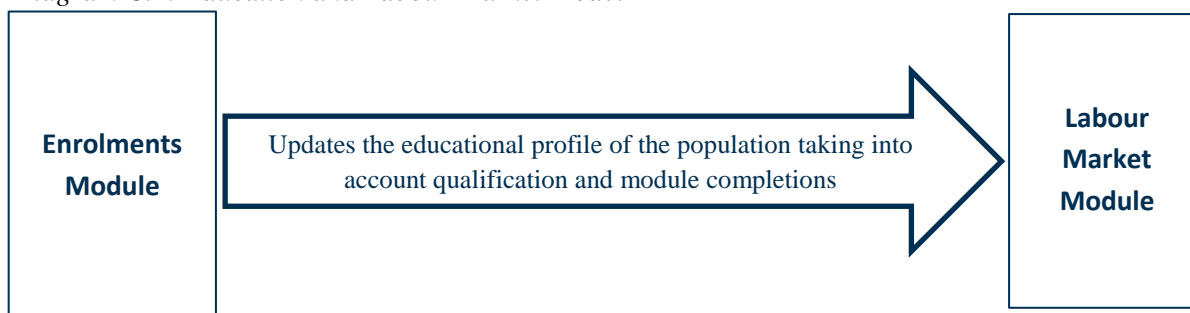 Enrolments
Module
Updates the educational profile of the population taking into
account qualification and module completions
Labour
Market
Module